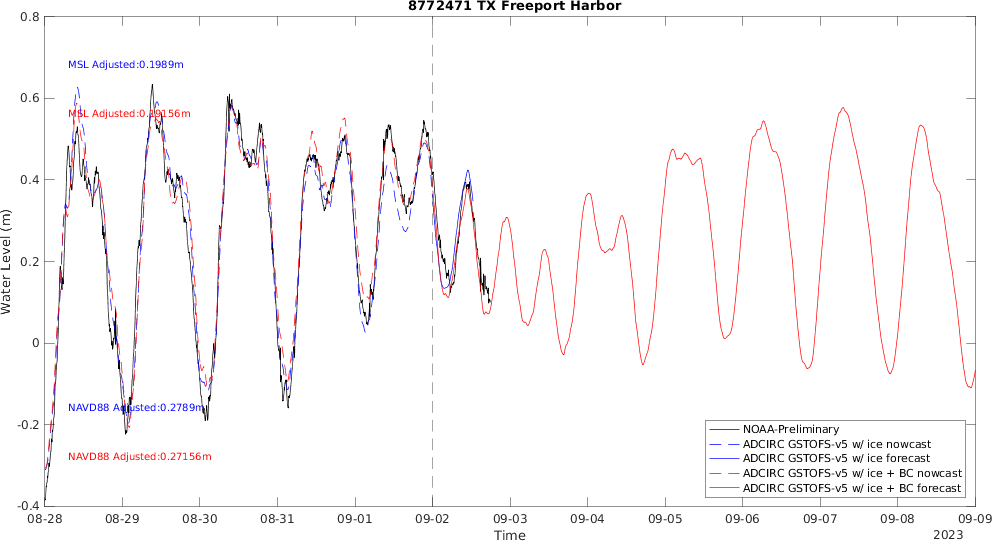 8772471 TX Freeport Harbor
0.8
0.6
0.4
0.2
0
-0.2
-0.4
Water Level (m)
MSL Adjusted:0.1989m
MSL Adjusted:0.19156m
NAVD88 Adjusted:0.2789m
NAVD88 Adjusted:0.27156m
NOAA-Preliminary
ADCIRC GSTOFS-v5 w/ ice nowcast
ADCIRC GSTOFS-v5 w/ ice forecast
ADCIRC GSTOFS-v5 w/ ice + BC nowcast
ADCIRC GSTOFS-v5 w/ ice + BC forecast
08-28 08-29 08-30 08-31 09-01 09-02 09-03 09-04 09-05 09-06 09-07 09-08 09-09
Time
2023